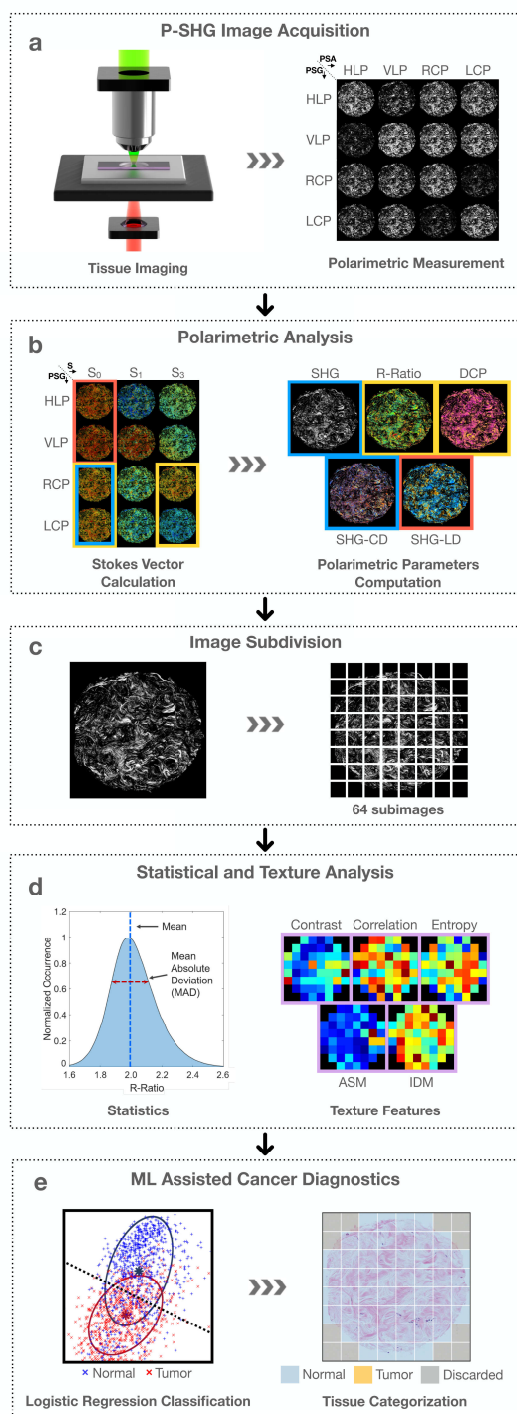 P-SHG Image Acquisition
a
PSA
PSG
HLP VLP RCP LCP
HLP
VLP
RCP
LCP
Tissue Imaging
Polarimetric Measurement
Polarimetric Analysis
b
S
PSG
S₀ S₁ S₃
HLP
VLP
RCP
LCP
SHG R-Ratio DCP
SHG-CD SHG-LD
Stokes Vector
Calculation
Polarimetric Parameters
Computation
Image Subdivision
c
64 subimages
Statistical and Texture Analysis
d
Normalized Occurrence
1.2
1
0.8
0.6
0.4
0.2
0
1.6 1.8 2.0 2.2 2.4 2.6
R-Ratio
Mean
Mean
Absolute
Deviation
(MAD)
Statistics
Contrast Correlation Entropy
ASM IDM
Texture Features
ML Assisted Cancer Diagnostics
e
× Normal × Tumor
Logistic Regression Classification
Normal Tumor Discarded
Tissue Categorization